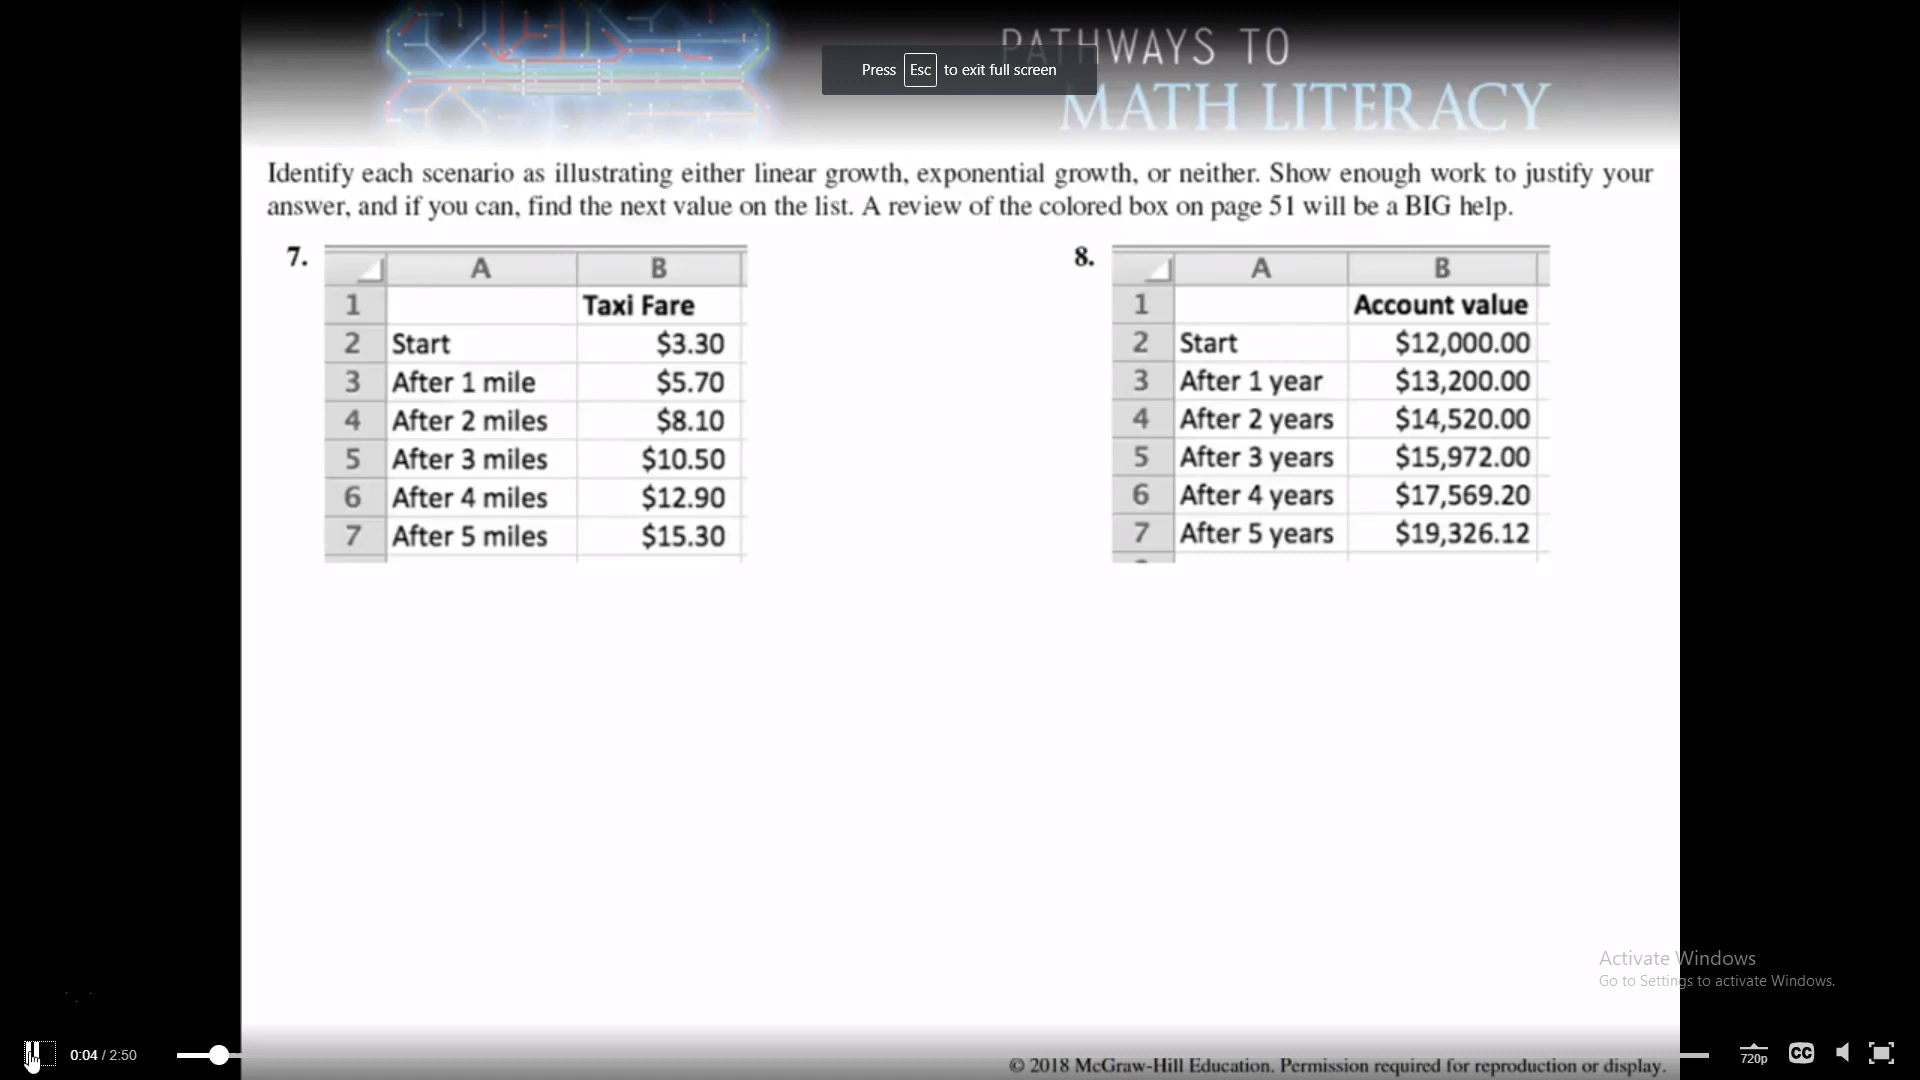 PATHWAYS TO
Press Esc to exit full screen
MATH LITERACY
Identify each scenario as illustrating either linear growth, exponential growth, or neither. Show enough work to justify your
answer, and if you can, find the next value on the list. A review of the colored box on page 51 will be a BIG help.
7.
A B
1 Taxi Fare
2 Start $3.30
3 After 1 mile $5.70
4 After 2 miles $8.10
5 After 3 miles $10.50
6 After 4 miles $12.90
7 After 5 miles $15.30
8.
A B
1 Account value
2 Start $12,000.00
3 After 1 year $13,200.00
4 After 2 years $14,520.00
5 After 3 years $15,972.00
6 After 4 years $17,569.20
7 After 5 years $19,326.12
Activate Windows
Go to Settings to activate Windows.
0:04 / 2:50
720p CC
© 2018 McGraw-Hill Education. Permission required for reproduction or display.